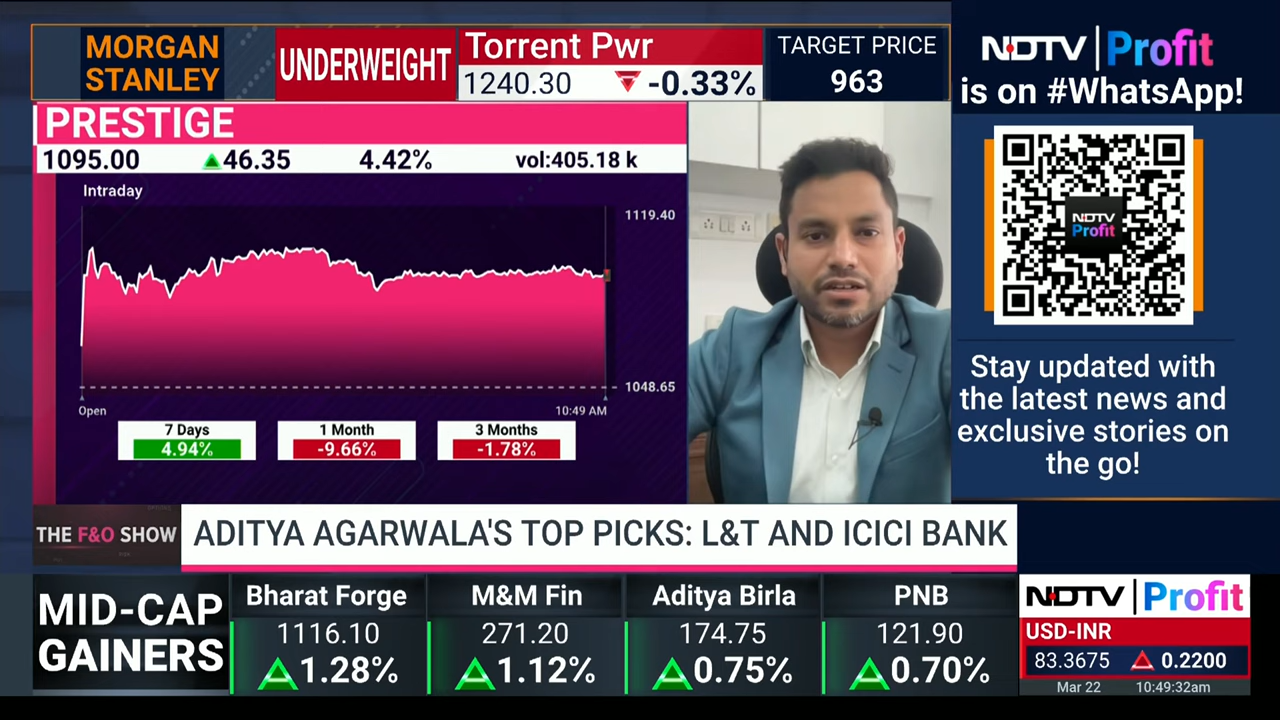 MORGAN
STANLEY
UNDERWEIGHT
Torrent Pwr
1240.30 -0.33%
TARGET PRICE
963
NDTV Profit
is on #WhatsApp!
PRESTIGE
1095.00 46.35 4.42% vol:405.18 k
Intraday
1119.40
1048.65
Open 10:49 AM
7 Days
4.94%
1 Month
-9.66%
3 Months
-1.78%
NDTV
Profit
Stay updated with
the latest news and
exclusive stories on
the go!
THE F&O SHOW
ADITYA AGARWALA'S TOP PICKS: L&T AND ICICI BANK
MID-CAP
GAINERS
Bharat Forge
1116.10
1.28%
M&M Fin
271.20
1.12%
Aditya Birla
174.75
0.75%
PNB
121.90
0.70%
NDTV Profit
USD-INR
83.3675 0.2200
Mar 22 10:49:32am